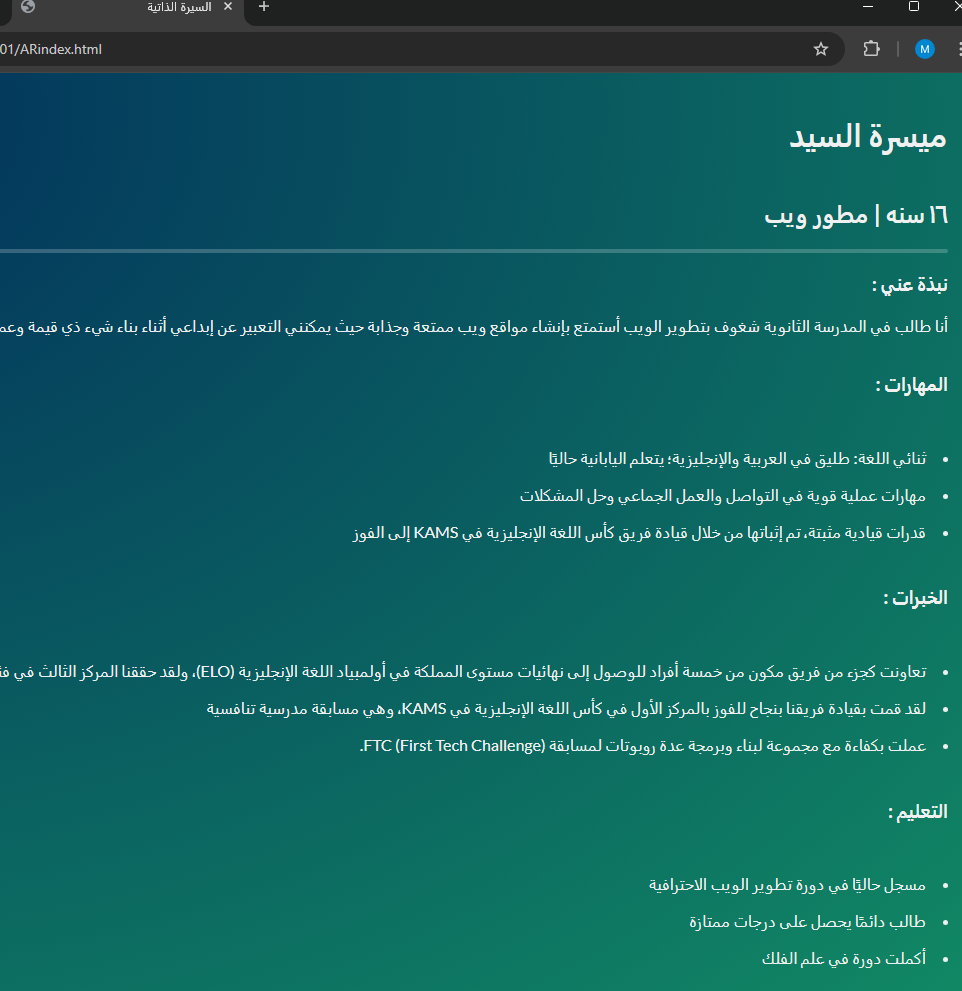 السيرة الذاتية
01/ARindex.html
M
ميسرة السيد
١٦ سنه | مطور ويب
نبذة عني :
أنا طالب في المدرسة الثانوية شغوف بتطوير الويب أستمتع بإنشاء مواقع ويب ممتعة وجذابة حيث يمكنني التعبير عن إبداعي أثناء بناء شيء ذي قيمة
المهارات :
• ثنائي اللغة: طليق في العربية والإنجليزية؛ يتعلم اليابانية حاليًا
• مهارات عملية قوية في التواصل والعمل الجماعي وحل المشكلات
• قدرات قيادية مثبتة، تم إثباتها من خلال قيادة فريق كأس اللغة الإنجليزية في KAMS إلى الفوز
الخبرات :
• تعاونت كجزء من فريق مكون من خمسة أفراد للوصول إلى نهائيات مستوى المملكة في أولمبياد اللغة الإنجليزية (ELO)، ولقد حققنا المركز الثالث في
• لقد قمت بقيادة فريقنا بنجاح للفوز بالمركز الأول في كأس اللغة الإنجليزية في KAMS، وهي مسابقة مدرسية تنافسية
• عملت بكفاءة مع مجموعة لبناء وبرمجة عدة روبوتات لمسابقة FTC (First Tech Challenge).
التعليم :
• مسجل حاليًا في دورة تطوير الويب الاحترافية
• طالب دائمًا يحصل على درجات ممتازة
• أكملت دورة في علم الفلك